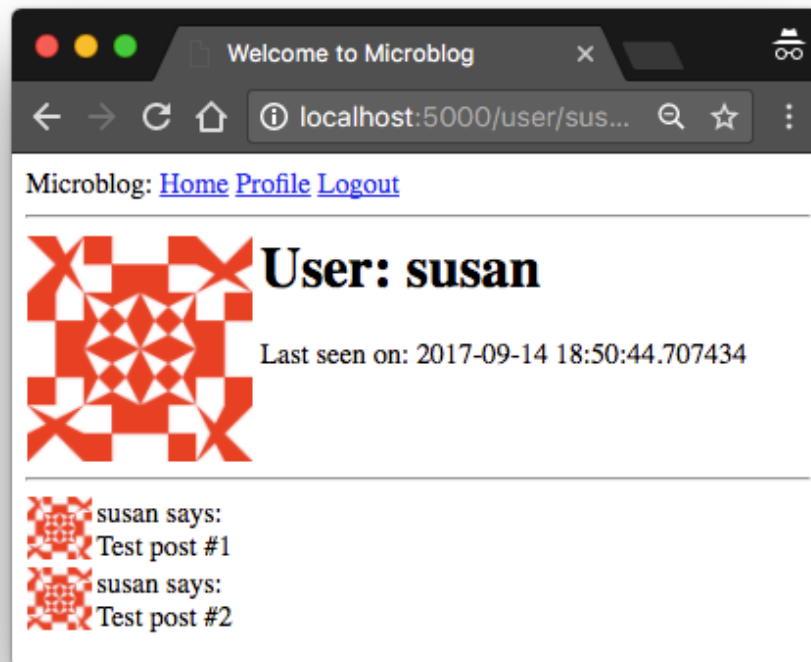 Welcome to Microblog
localhost:5000/user/sus...
Microblog: Home Profile Logout
User: susan
Last seen on: 2017-09-14 18:50:44.707434
susan says:
Test post #1
susan says:
Test post #2